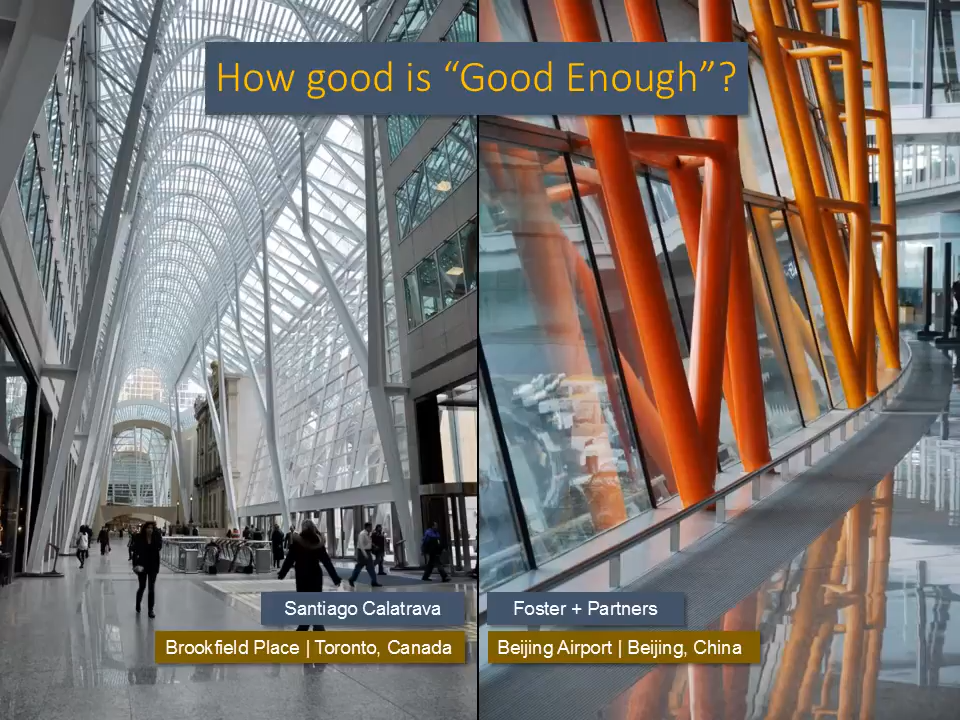 How good is “Good Enough”?
Santiago Calatrava
Brookfield Place | Toronto, Canada
Foster + Partners
Beijing Airport | Beijing, China